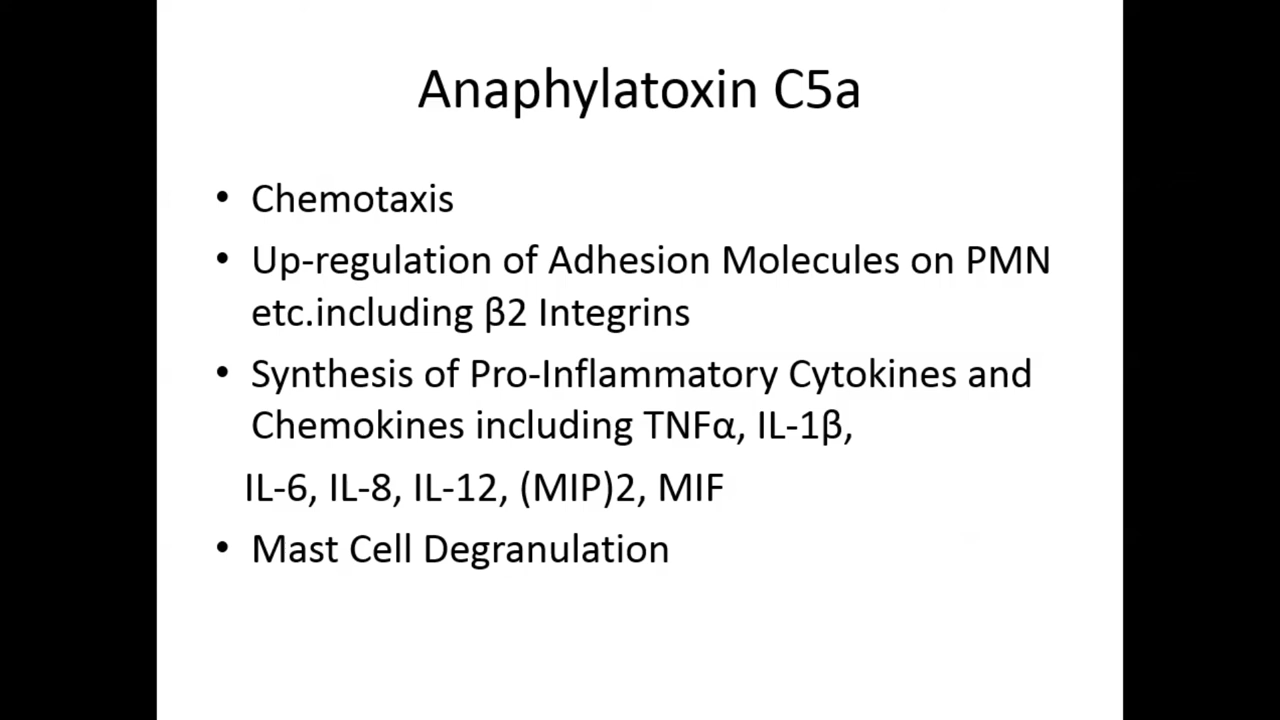 Anaphylatoxin C5a
• Chemotaxis
• Up-regulation of Adhesion Molecules on PMN
etc.including β2 Integrins
• Synthesis of Pro-Inflammatory Cytokines and
Chemokines including TNFα, IL-1β,
IL-6, IL-8, IL-12, (MIP)2, MIF
• Mast Cell Degranulation